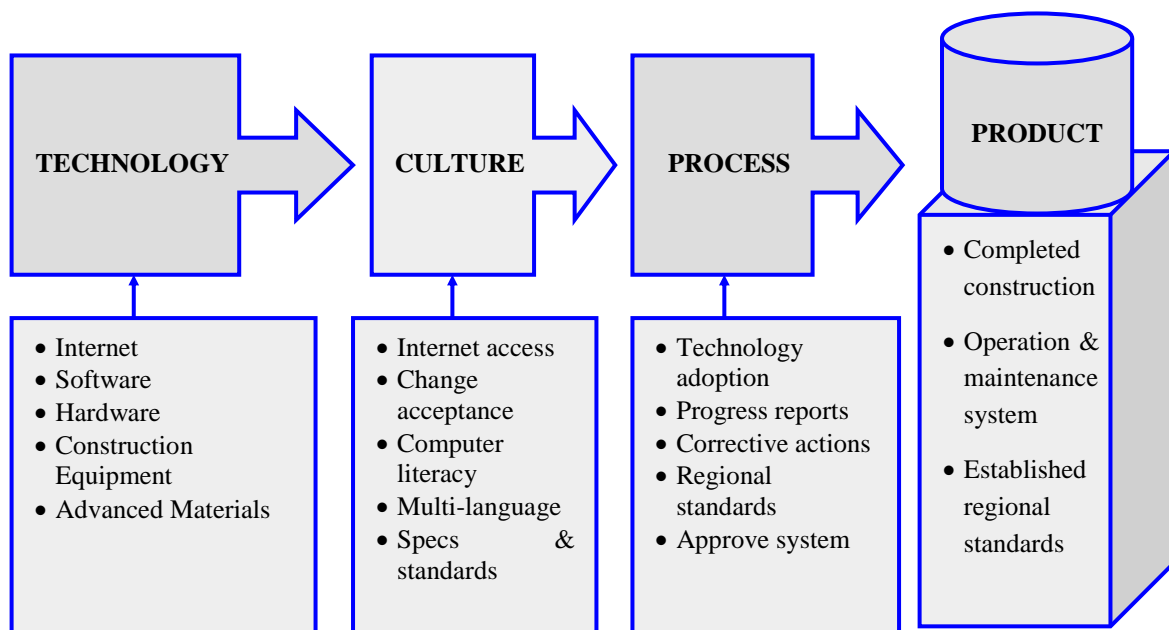 TECHNOLOGY
CULTURE
PROCESS
PRODUCT
• Internet
• Software
• Hardware
• Construction
Equipment
• Advanced Materials
• Internet access
• Change
acceptance
• Computer
literacy
• Multi-language
• Specs &
standards
• Technology
adoption
• Progress reports
• Corrective actions
• Regional
standards
• Approve system
• Completed
construction
• Operation &
maintenance
system
• Established
regional
standards